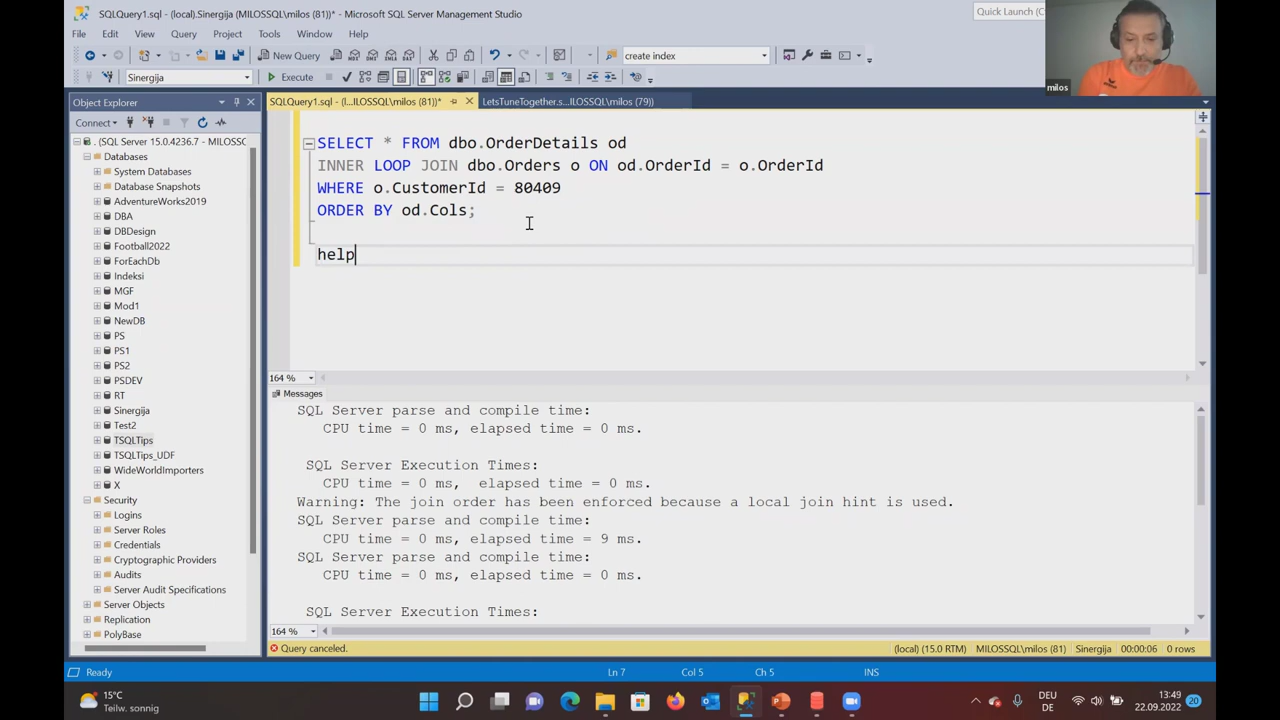 SQLQuery1.sql - (local).Sinergija (MILOSSQL\milos (81))* - Microsoft SQL Server Management Studio
Quick Launch (C
File Edit View Query Project Tools Window Help
New Query
create index
Sinergija
Execute
milos
Object Explorer
SQLQuery1.sql - (l...ILOSSQL\milos (81))*
LetsTuneTogether.s...ILOSSQL\milos (79))
Connect
. (SQL Server 15.0.4236.7 - MILOSSC
Databases
System Databases
Database Snapshots
AdventureWorks2019
DBA
DBDesign
Football2022
ForEachDb
Indeksi
MGF
Mod1
NewDB
PS
PS1
PS2
PSDEV
RT
Sinergija
Test2
TSQLTips
TSQLTips_UDF
WideWorldImporters
X
Security
Logins
Server Roles
Credentials
Cryptographic Providers
Audits
Server Audit Specifications
Server Objects
Replication
PolyBase
SELECT * FROM dbo.OrderDetails od
INNER LOOP JOIN dbo.Orders o ON od.OrderId = o.OrderId
WHERE o.CustomerId = 80409
ORDER BY od.Cols;
help
164 %
Messages
SQL Server parse and compile time:
CPU time = 0 ms, elapsed time = 0 ms.
SQL Server Execution Times:
CPU time = 0 ms,  elapsed time = 0 ms.
Warning: The join order has been enforced because a local join hint is used.
SQL Server parse and compile time:
CPU time = 0 ms, elapsed time = 9 ms.
SQL Server parse and compile time:
CPU time = 0 ms, elapsed time = 0 ms.
SQL Server Execution Times:
164 %
Query canceled.
(local) (15.0 RTM) MILOSSQL\milos (81) Sinergija 00:00:06 0 rows
Ready
Ln 7
Col 5
Ch 5
INS
15°C
Teilw. sonnig
DEU
DE
13:49
22.09.2022
20